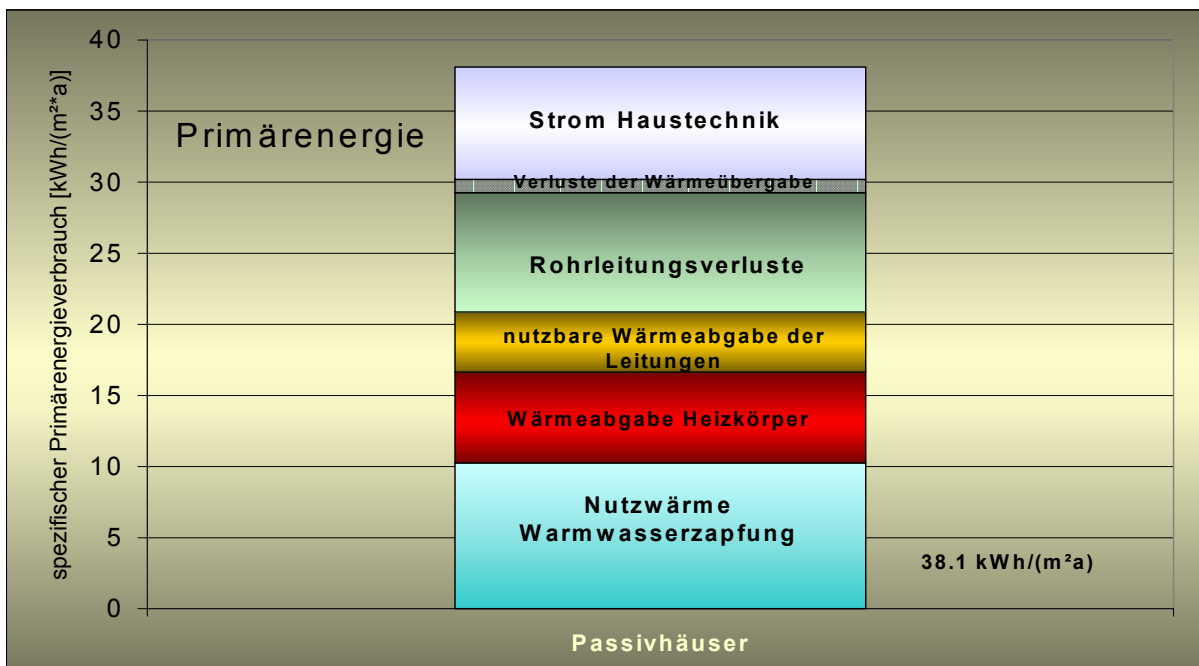 spezifischer Primärenergieverbrauch [kWh/(m²*a)]
40
35
30
25
20
15
10
5
0
Primärenergie
Strom Haustechnik
Verluste der Wärmeübergabe
Rohrleitungsverluste
nutzbare Wärmeabgabe der
Leitungen
Wärmeabgabe Heizkörper
Nutzwärme
Warmwasserzapfung
38.1 kWh/(m²a)
Passivhäuser